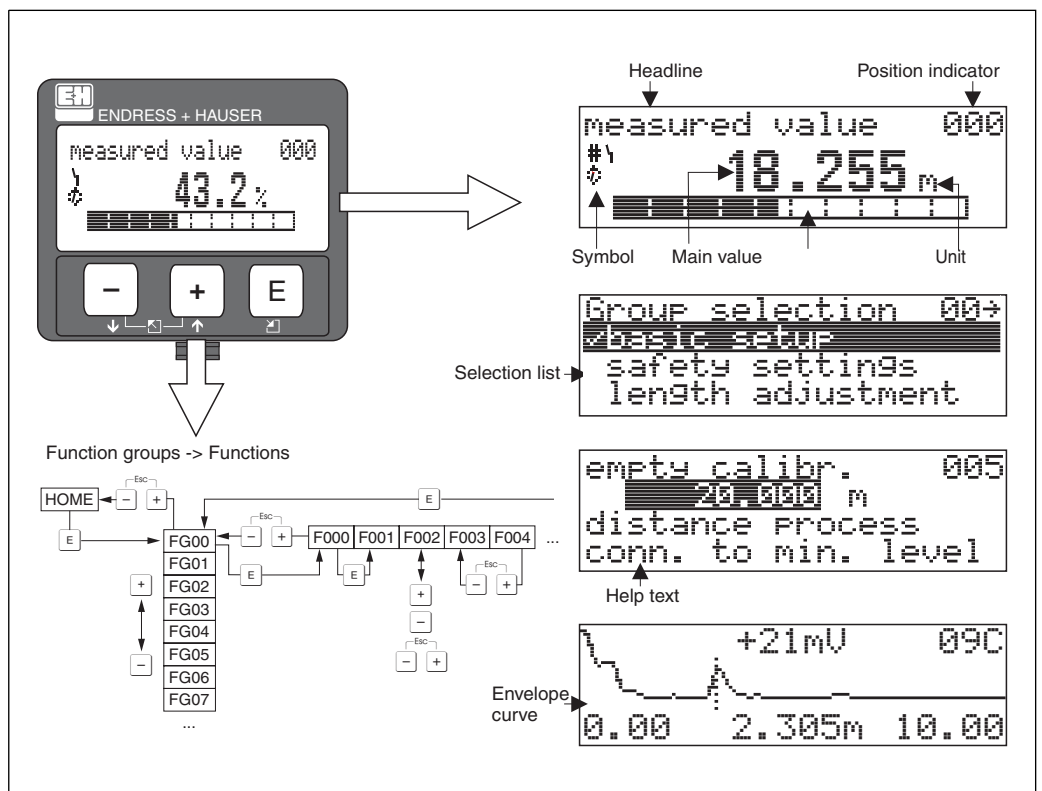 ENDRESS + HAUSER
measured value 000
43.2 %
− + E
Headline
Position indicator
measured value 000
18.255 m
Symbol
Main value
Unit
Group selection 00→
basic setup
safety settings
length adjustment
Selection list
Function groups -> Functions
empty calibr. 005
20.000 m
distance process
conn. to min. level
Help text
Esc
HOME − +
E
E
Esc
FG00 − + F000 F001 F002 F003 F004 ...
FG01 E E Esc
FG02 + − +
FG03 −
FG04 Esc
FG05 − +
FG06
FG07
...
+
−
+21mV 09C
Envelope
curve
0.00 2.305m 10.00